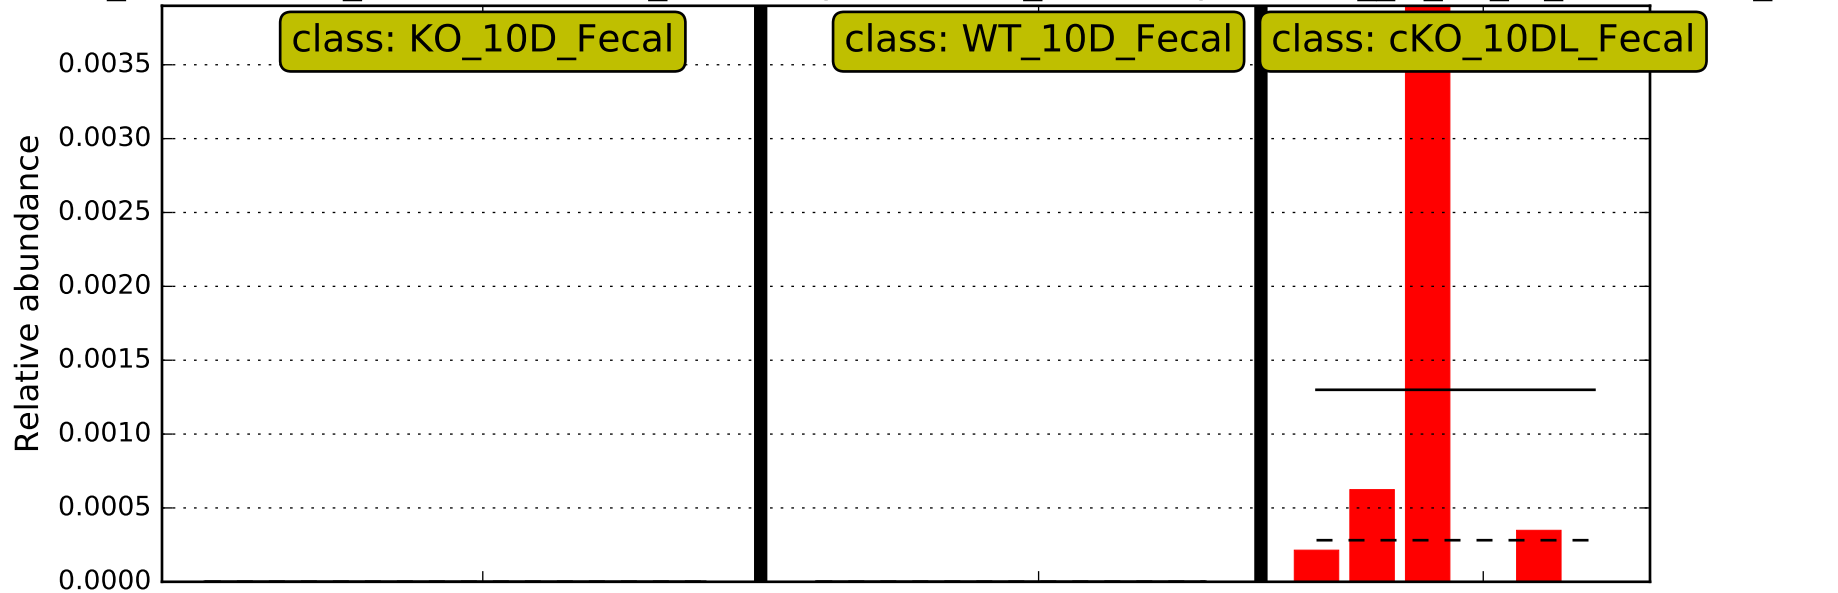 class: KO_10D_Fecal
class: WT_10D_Fecal
class: cKO_10DL_Fecal
0.0035
0.0030
0.0025
0.0020
0.0015
0.0010
0.0005
0.0000
Relative abundance